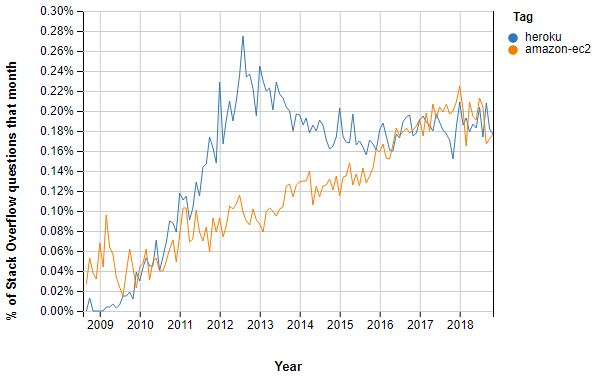 0.30%
0.28%
0.26%
0.24%
0.22%
0.20%
0.18%
0.16%
0.14%
0.12%
0.10%
0.08%
0.06%
0.04%
0.02%
0.00%
% of Stack Overflow questions that month
2009 2010 2011 2012 2013 2014 2015 2016 2017 2018
Year
Tag
heroku
amazon-ec2